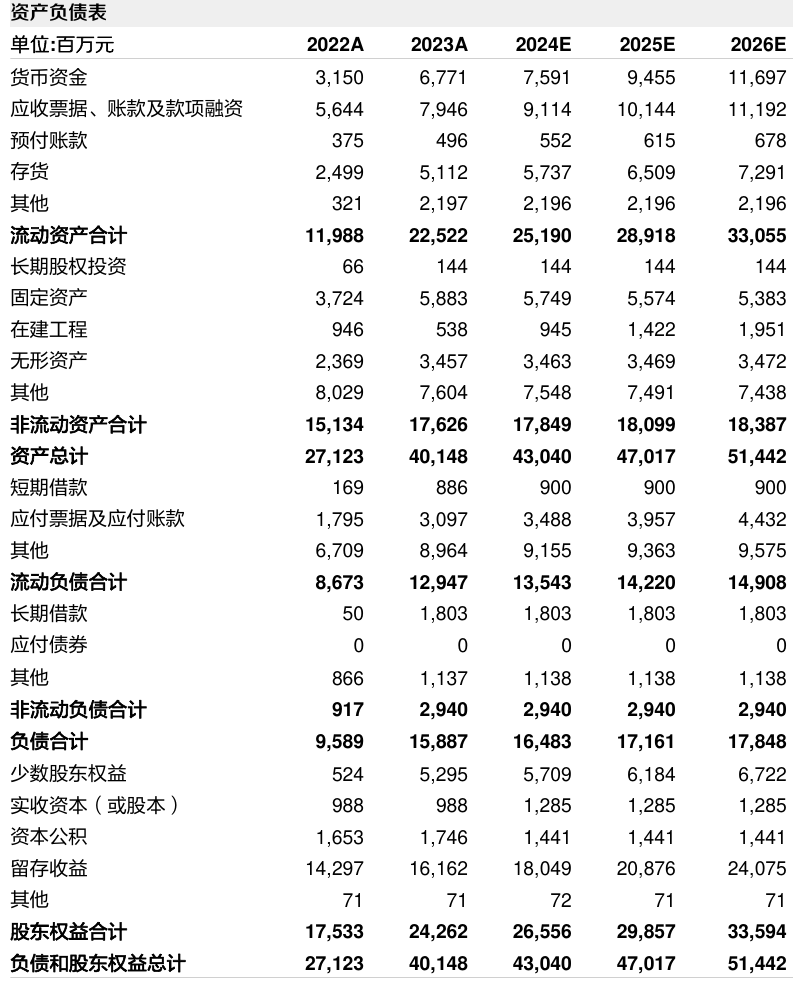 资产负债表
单位:百万元 2022A 2023A 2024E 2025E 2026E
货币资金 3,150 6,771 7,591 9,455 11,697
应收票据、账款及款项融资 5,644 7,946 9,114 10,144 11,192
预付账款 375 496 552 615 678
存货 2,499 5,112 5,737 6,509 7,291
其他 321 2,197 2,196 2,196 2,196
流动资产合计 11,988 22,522 25,190 28,918 33,055
长期股权投资 66 144 144 144 144
固定资产 3,724 5,883 5,749 5,574 5,383
在建工程 946 538 945 1,422 1,951
无形资产 2,369 3,457 3,463 3,469 3,472
其他 8,029 7,604 7,548 7,491 7,438
非流动资产合计 15,134 17,626 17,849 18,099 18,387
资产总计 27,123 40,148 43,040 47,017 51,442
短期借款 169 886 900 900 900
应付票据及应付账款 1,795 3,097 3,488 3,957 4,432
其他 6,709 8,964 9,155 9,363 9,575
流动负债合计 8,673 12,947 13,543 14,220 14,908
长期借款 50 1,803 1,803 1,803 1,803
应付债券 0 0 0 0 0
其他 866 1,137 1,138 1,138 1,138
非流动负债合计 917 2,940 2,940 2,940 2,940
负债合计 9,589 15,887 16,483 17,161 17,848
少数股东权益 524 5,295 5,709 6,184 6,722
实收资本（或股本） 988 988 1,285 1,285 1,285
资本公积 1,653 1,746 1,441 1,441 1,441
留存收益 14,297 16,162 18,049 20,876 24,075
其他 71 71 72 71 71
股东权益合计 17,533 24,262 26,556 29,857 33,594
负债和股东权益总计 27,123 40,148 43,040 47,017 51,442